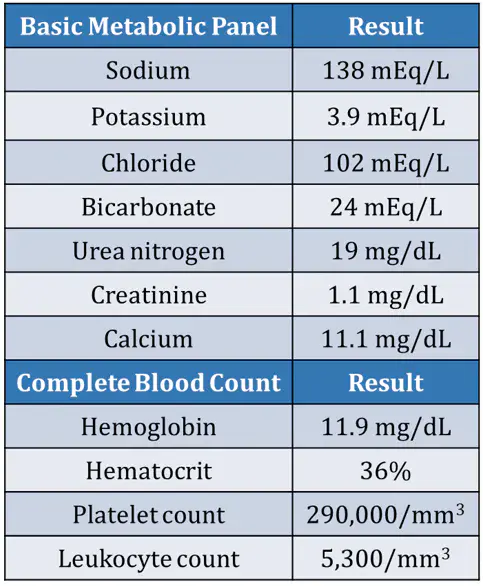 Basic Metabolic Panel Result
Sodium 138 mEq/L
Potassium 3.9 mEq/L
Chloride 102 mEq/L
Bicarbonate 24 mEq/L
Urea nitrogen 19 mg/dL
Creatinine 1.1 mg/dL
Calcium 11.1 mg/dL
Complete Blood Count Result
Hemoglobin 11.9 mg/dL
Hematocrit 36%
Platelet count 290,000/mm³
Leukocyte count 5,300/mm³